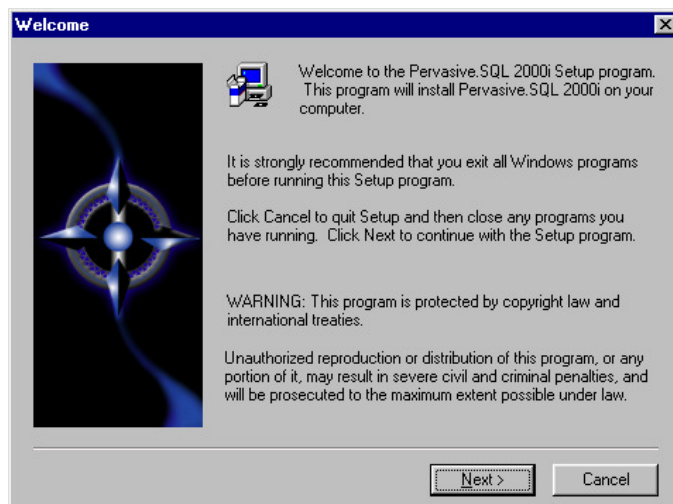 Welcome
Welcome to the Pervasive.SQL 2000i Setup program.
This program will install Pervasive.SQL 2000i on your
computer.
It is strongly recommended that you exit all Windows programs
before running this Setup program.
Click Cancel to quit Setup and then close any programs you
have running. Click Next to continue with the Setup program.
WARNING: This program is protected by copyright law and
international treaties.
Unauthorized reproduction or distribution of this program, or any
portion of it, may result in severe civil and criminal penalties, and
will be prosecuted to the maximum extent possible under law.
Next >
Cancel